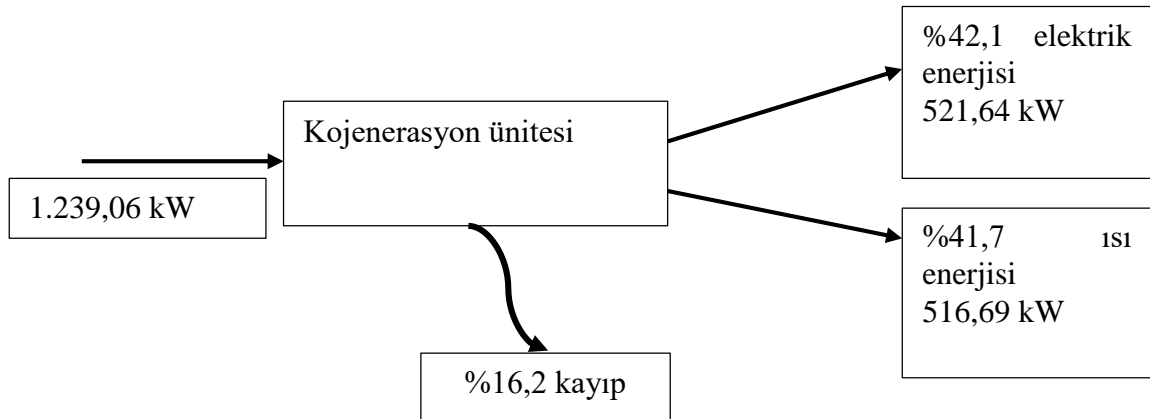 1.239,06 kW
Kojenerasyon ünitesi
%42,1 elektrik
enerjisi
521,64 kW
%41,7 ısı
enerjisi
516,69 kW
%16,2 kayıp